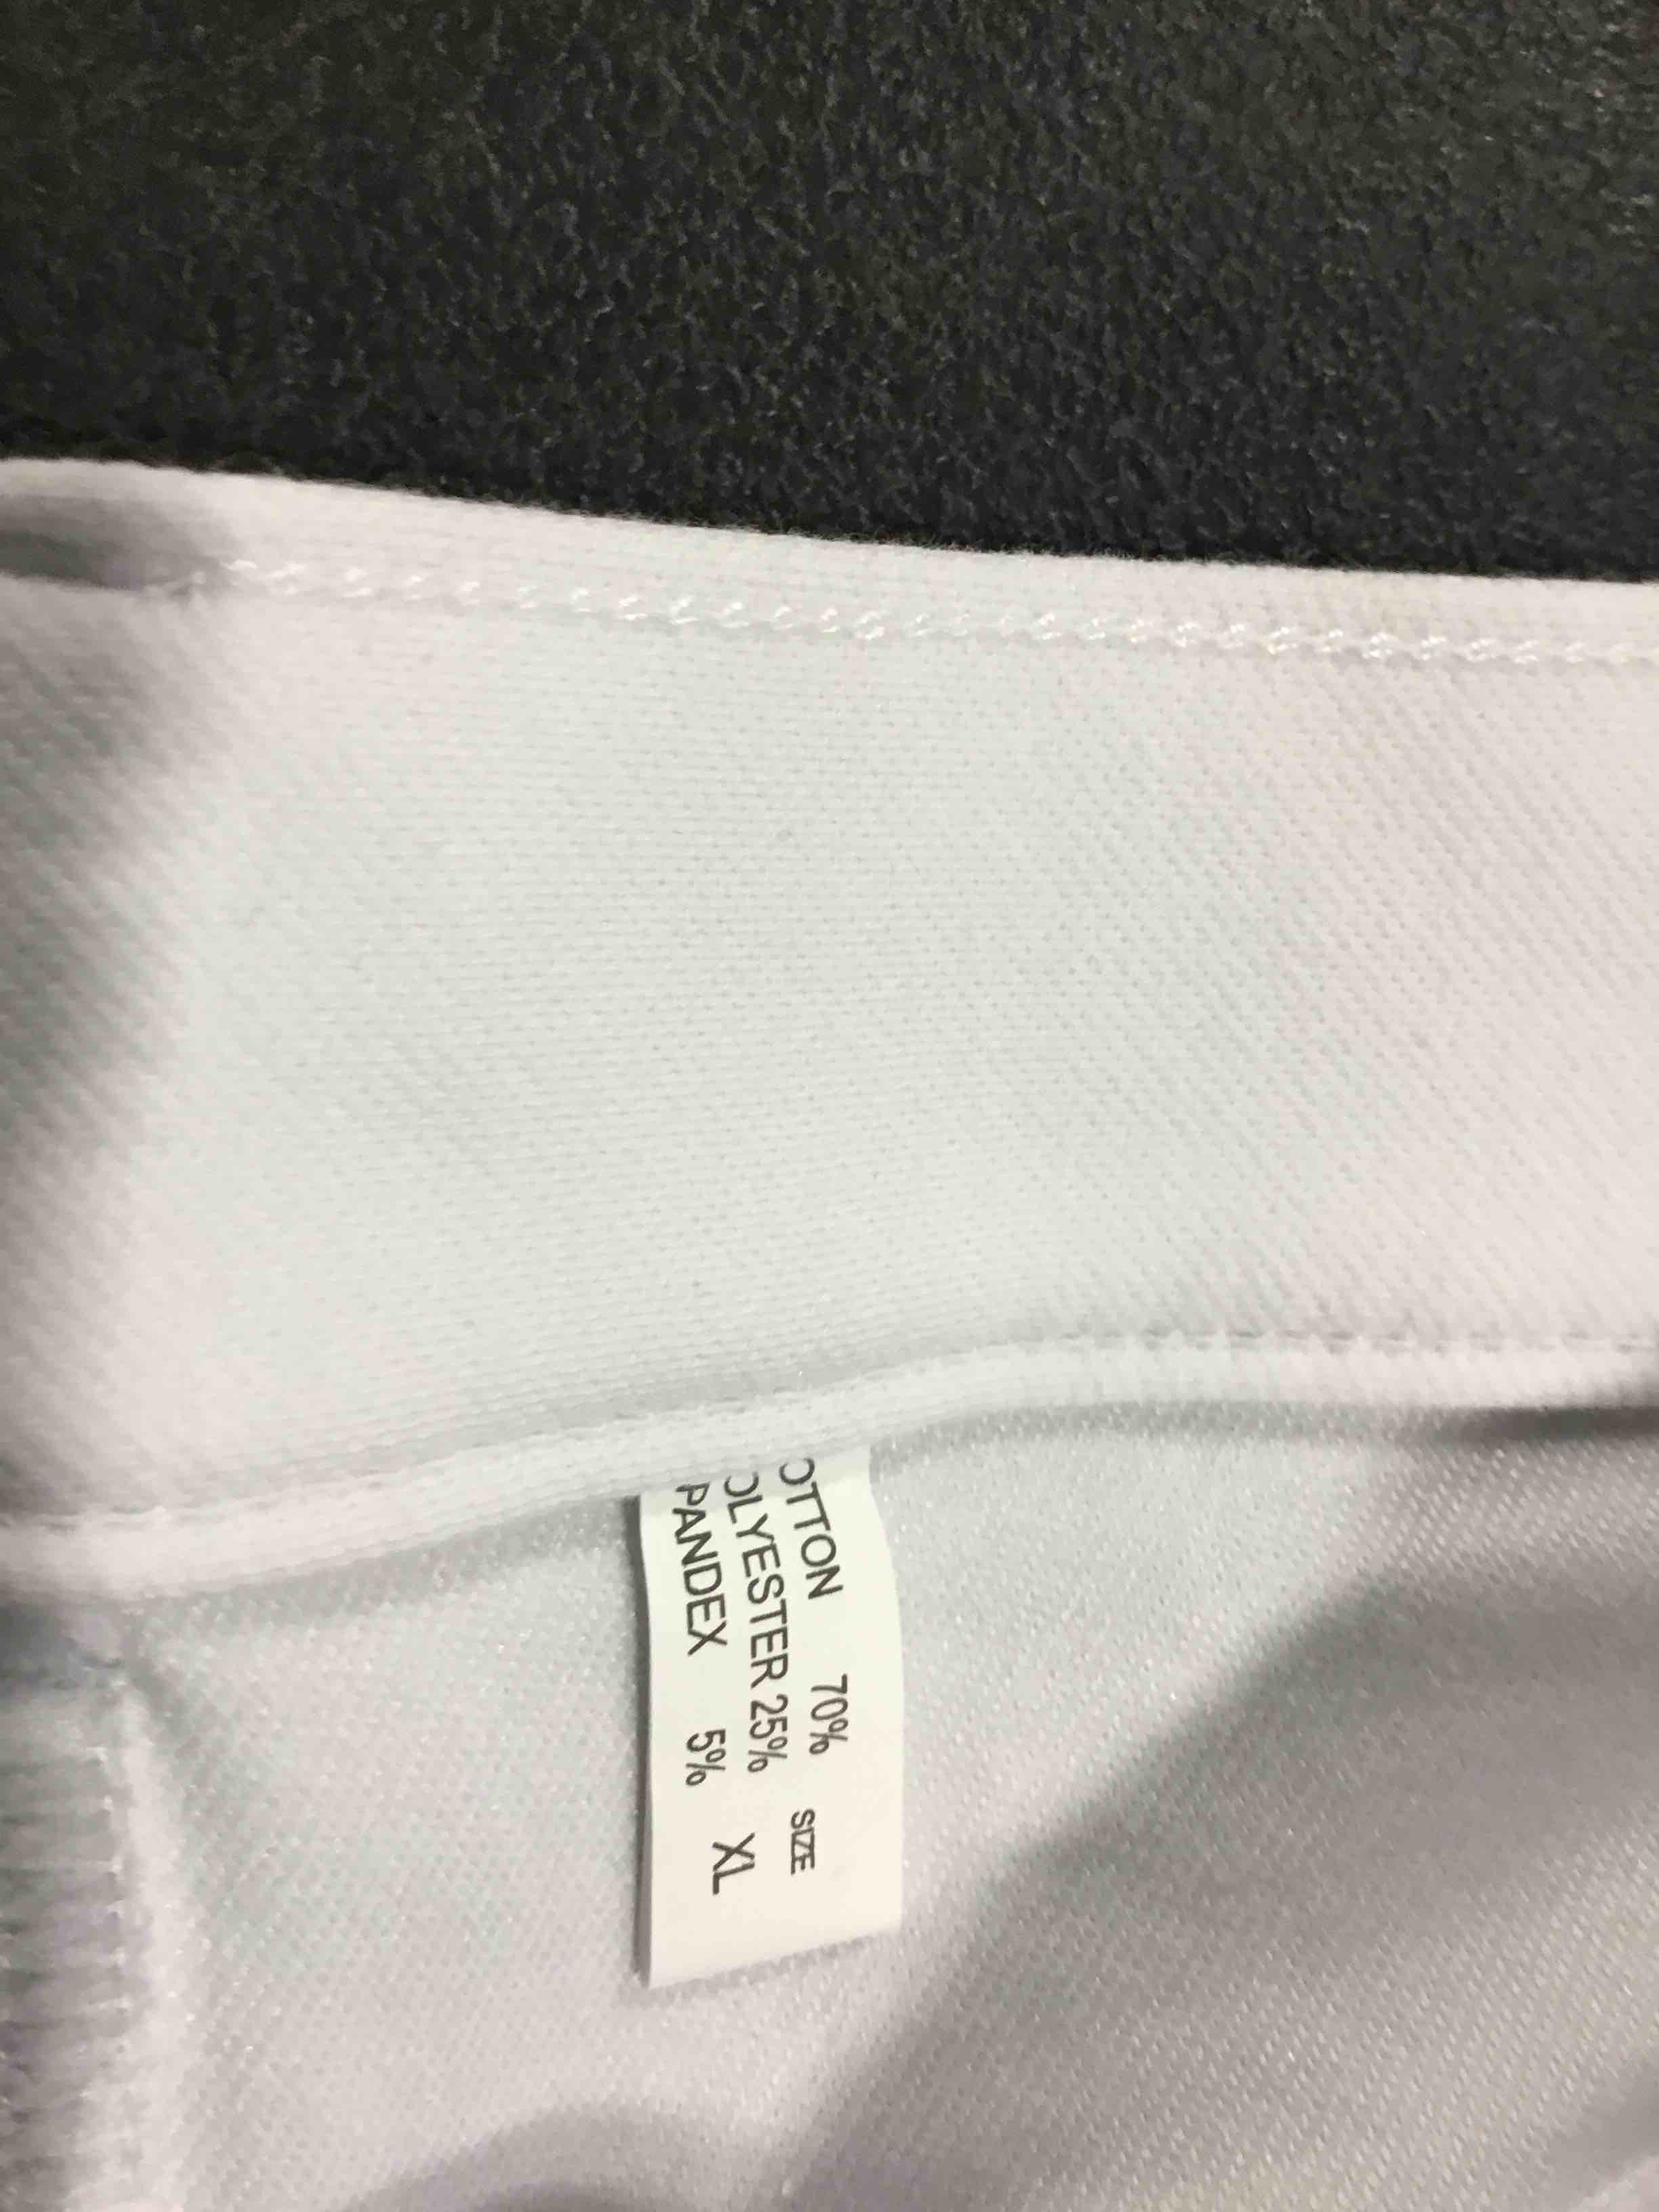 OTTON 70%
OLYESTER 25%
PANDEX 5%
SIZE
XL